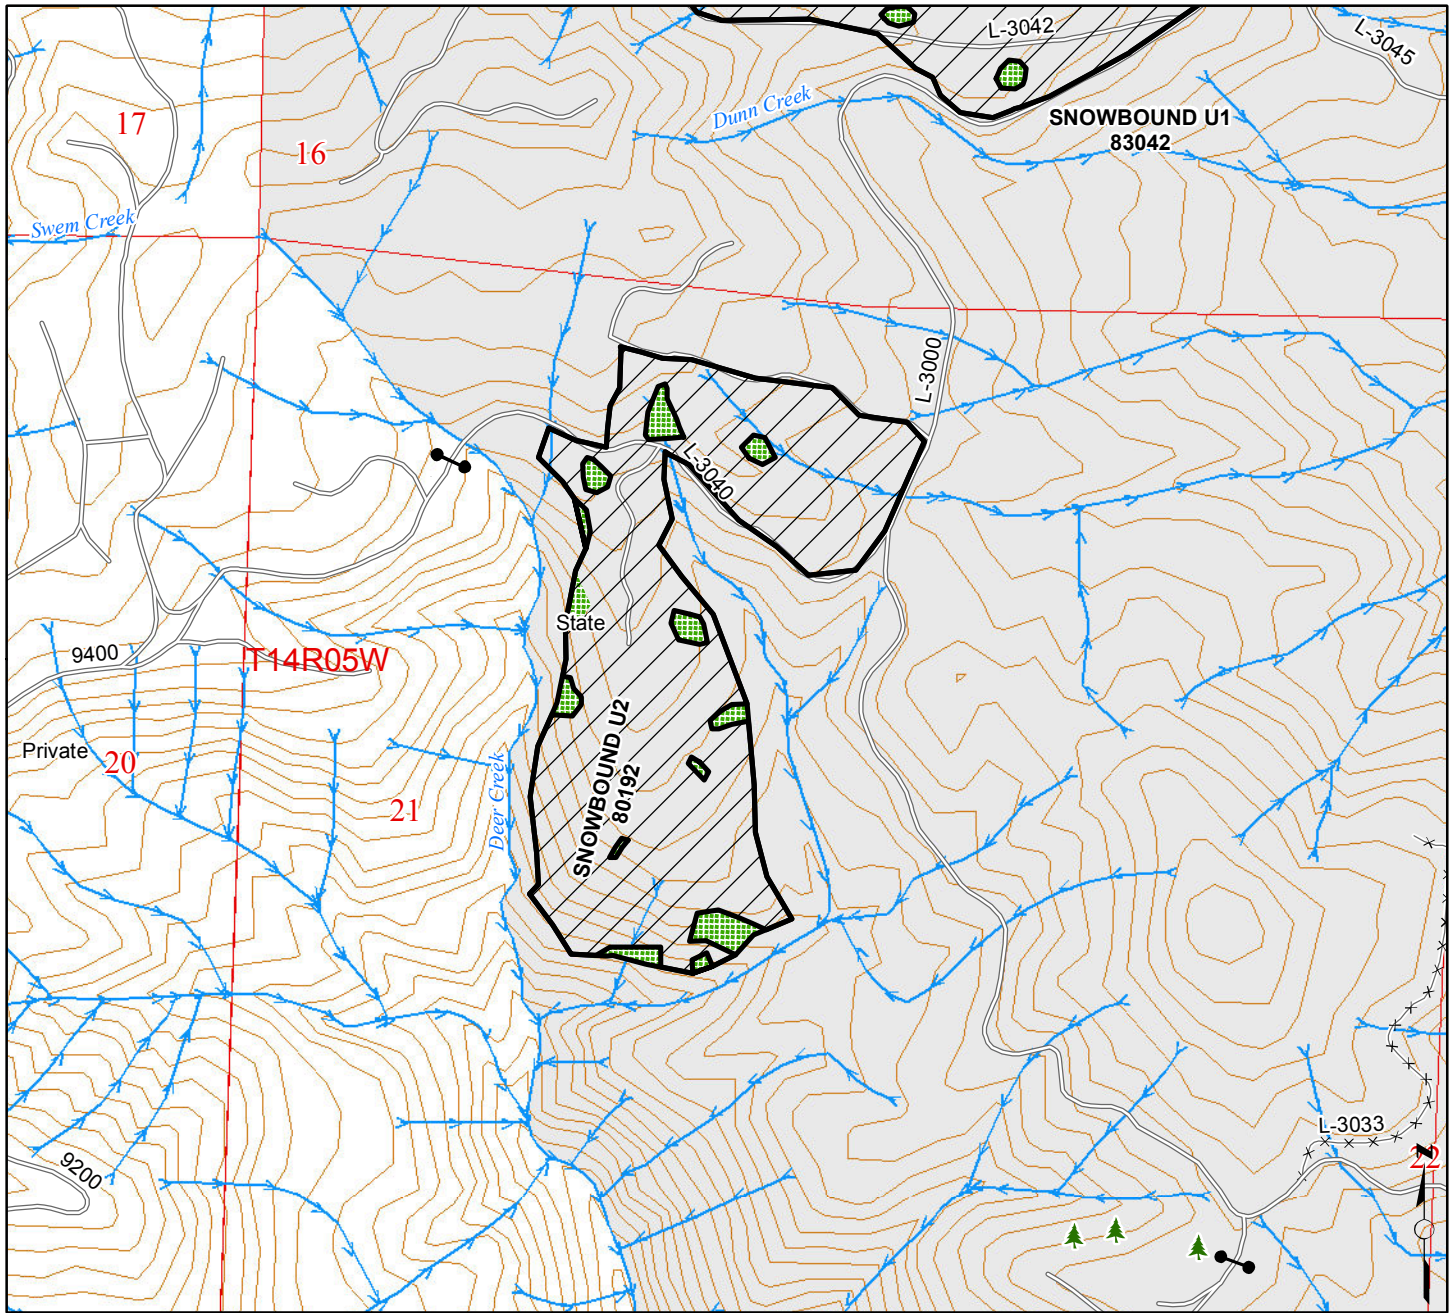 L-3042
L-3045
Dunn Creek
SNOWBOUND U1
83042
17
16
Swem Creek
L-3000
L-3040
State
9400
T14R05W
Private
20
21
Deer Creek
SNOWBOUND U2
80192
L-3033
22
N
9200